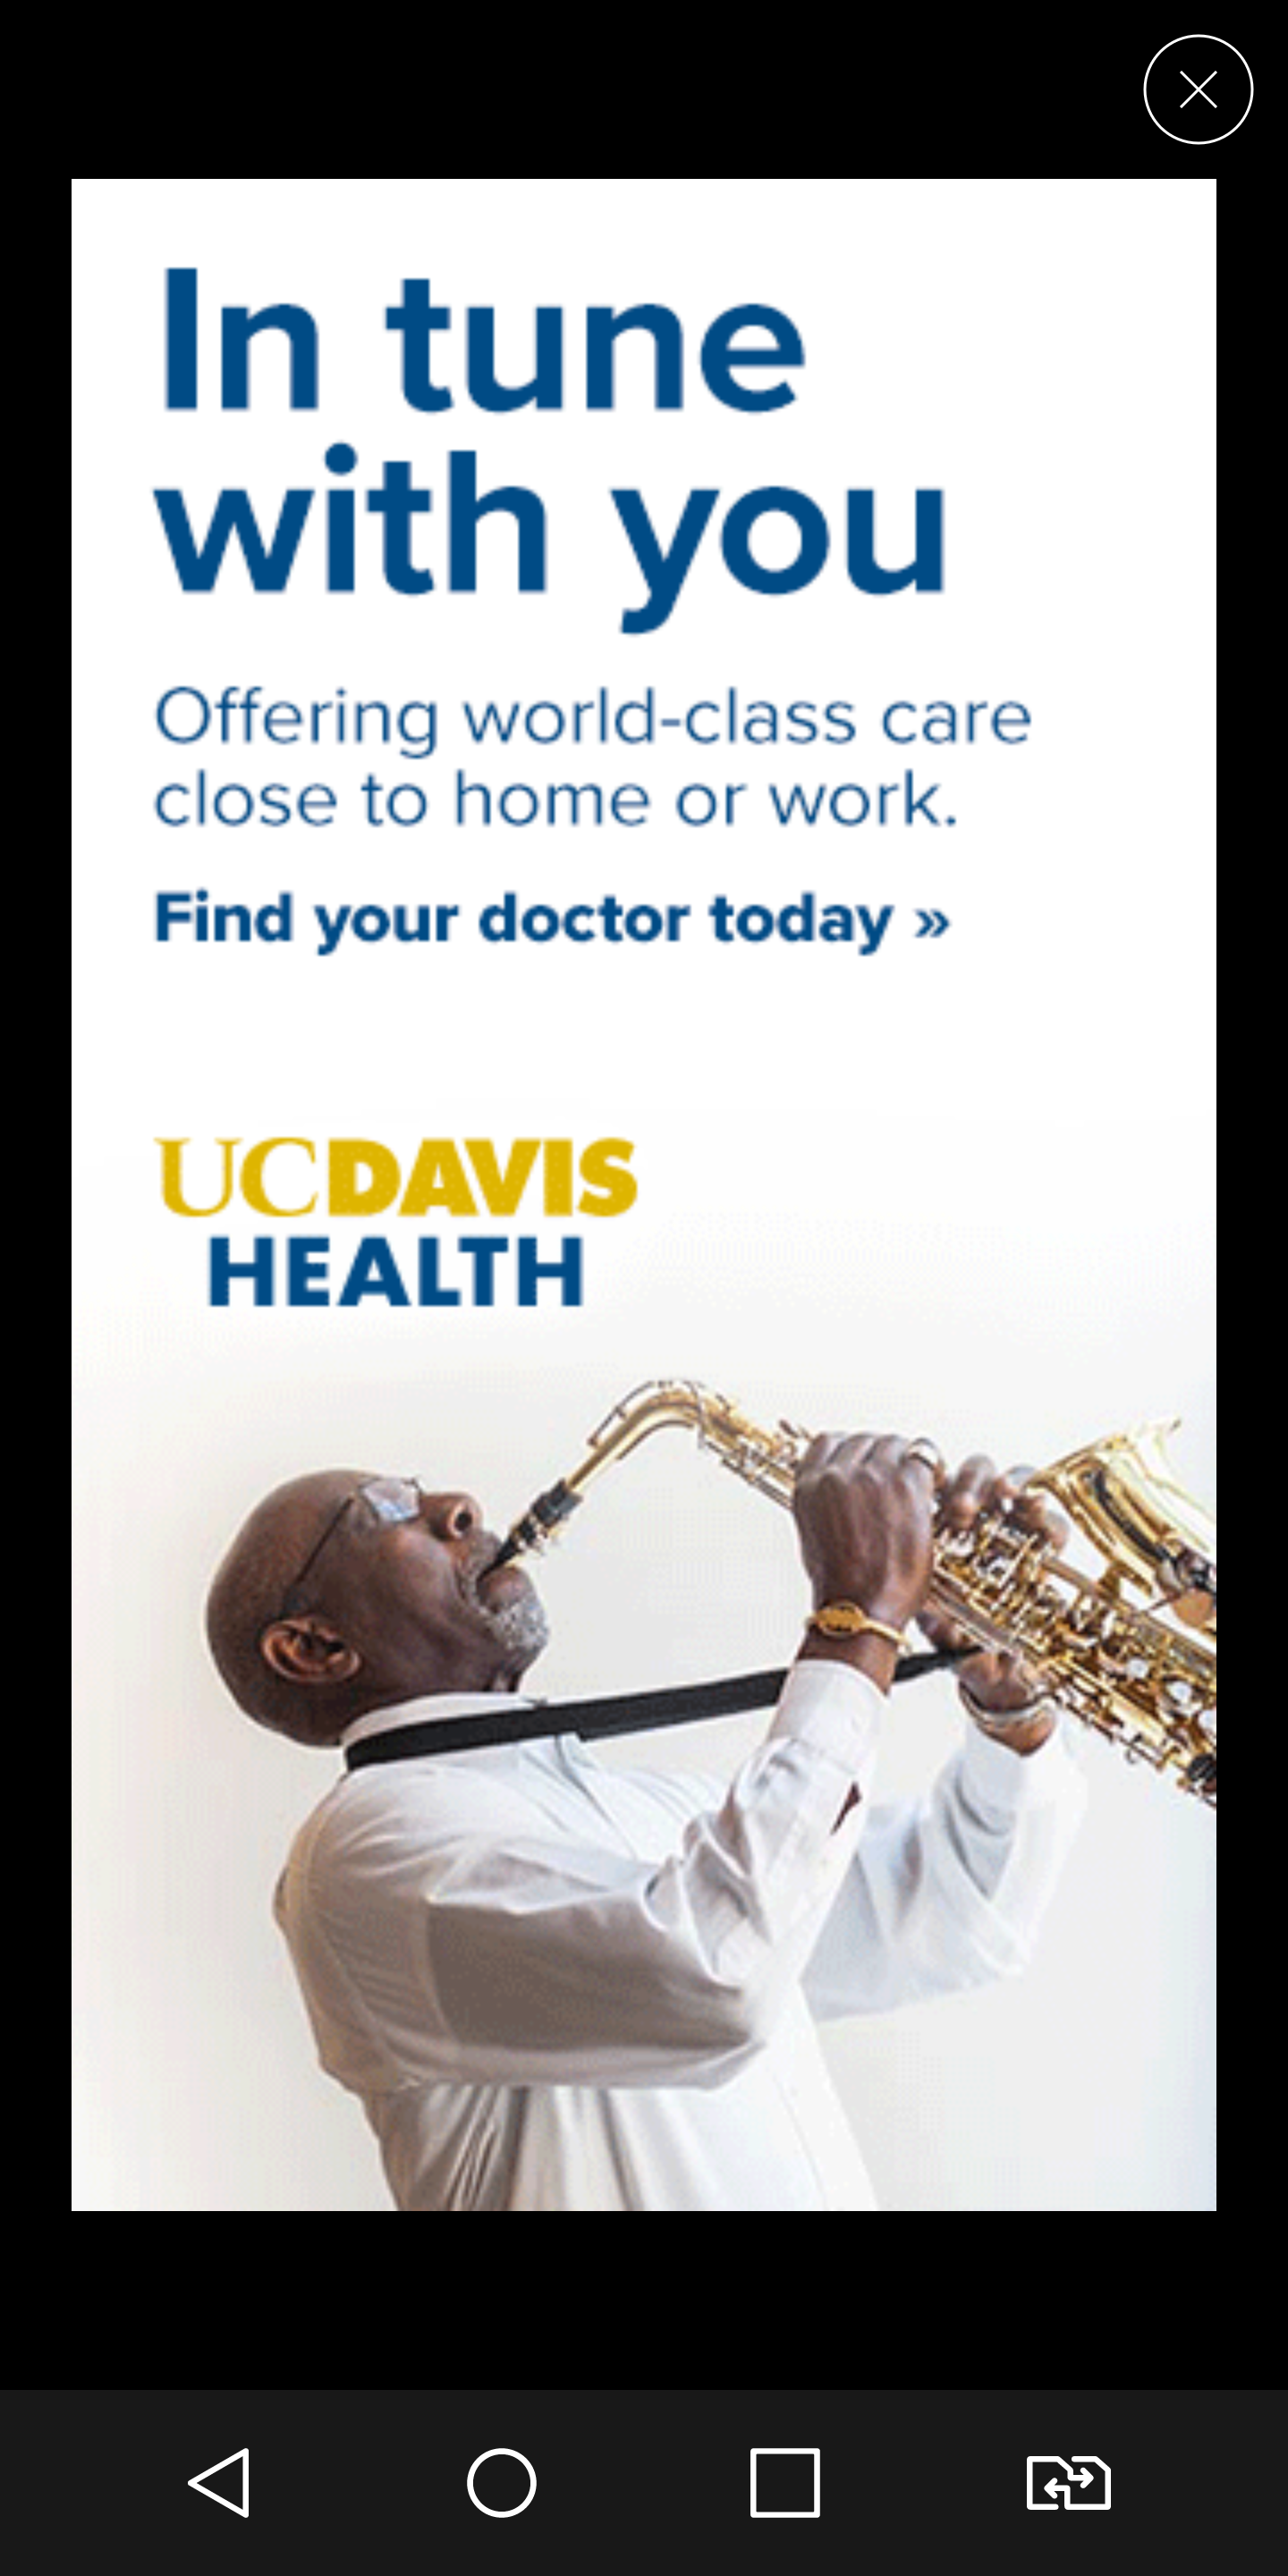 In tune
with you
Offering world-class care
close to home or work.
Find your doctor today »
UCDAVIS
HEALTH